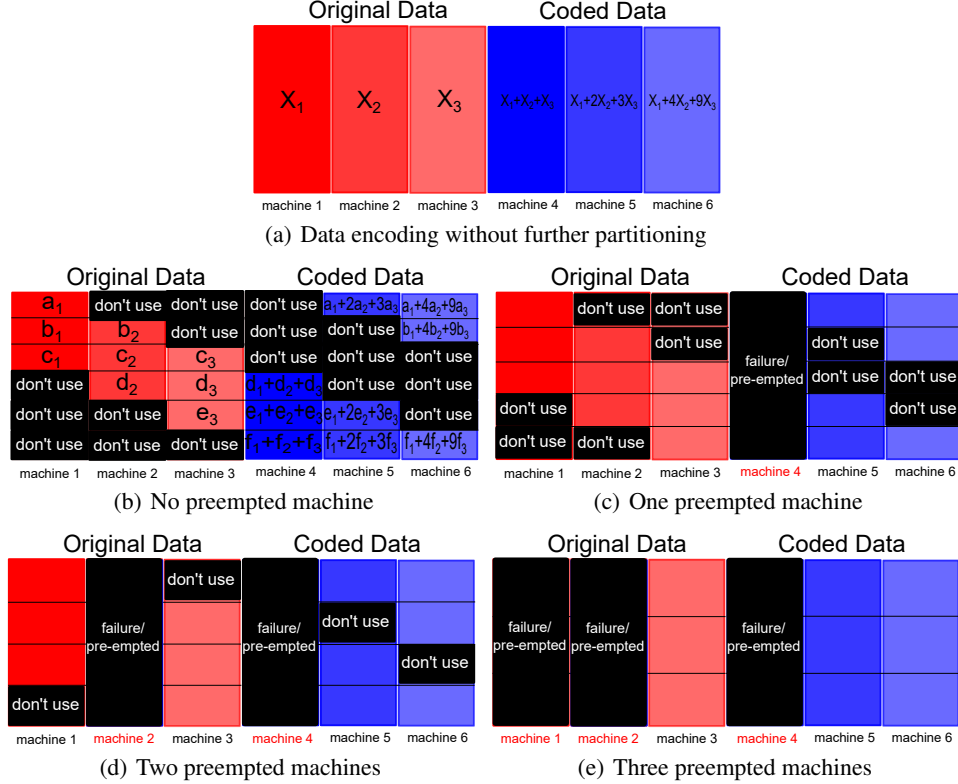 Original Data Coded Data
X₁ X₂ X₃ X₁+X₂+X₃ X₁+2X₂+3X₃ X₁+4X₂+9X₃
machine 1 machine 2 machine 3 machine 4 machine 5 machine 6
(a) Data encoding without further partitioning
Original Data Coded Data
a₁ don't use don't use don't use a₁+2a₂+3a₃ a₁+4a₂+9a₃
b₁ b₂ don't use don't use don't use b₁+4b₂+9b₃
c₁ c₂ c₃ don't use don't use don't use
don't use d₂ d₃ d₁+d₂+d₃ don't use don't use
don't use don't use e₃ e₁+e₂+e₃ e₁+2e₂+3e₃ don't use
don't use don't use don't use f₁+f₂+f₃ f₁+2f₂+3f₃ f₁+4f₂+9f₃
machine 1 machine 2 machine 3 machine 4 machine 5 machine 6
(b) No preempted machine
Original Data Coded Data
don't use don't use
don't use don't use
failure/
pre-empted
don't use don't use
don't use don't use
don't use don't use
machine 1 machine 2 machine 3 machine 4 machine 5 machine 6
(c) One preempted machine
Original Data Coded Data
don't use
don't use
failure/ failure/
pre-empted pre-empted
don't use
don't use
machine 1 machine 2 machine 3 machine 4 machine 5 machine 6
(d) Two preempted machines
Original Data Coded Data
failure/ failure/ failure/
pre-empted pre-empted pre-empted
machine 1 machine 2 machine 3 machine 4 machine 5 machine 6
(e) Three preempted machines